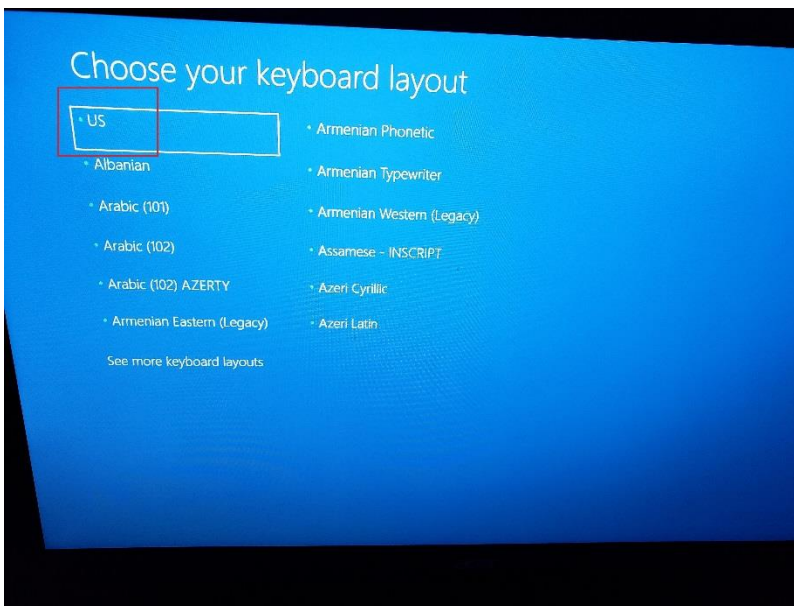 Choose your keyboard layout
US
Albanian
Arabic (101)
Arabic (102)
Arabic (102) AZERTY
Armenian Eastern (Legacy)
See more keyboard layouts
Armenian Phonetic
Armenian Typewriter
Armenian Western (Legacy)
Assamese - INSCRIPT
Azeri Cyrillic
Azeri Latin